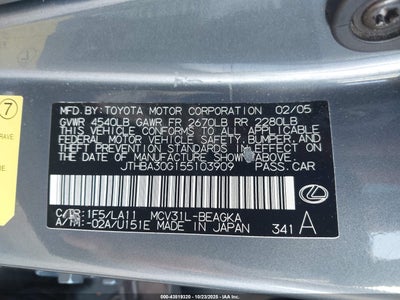 7
RAVE
MFD. BY: TOYOTA MOTOR CORPORATION 02/05
GVWR 4540LB GAWR FR 2670LB RR 2280LB
THIS VEHICLE CONFORMS TO ALL APPLICABLE
FEDERAL MOTOR VEHICLE SAFETY, BUMPER, AND
THEFT PREVENTION STANDARDS IN EFFECT ON
THE DATE OF MANUFACTURE SHOWN ABOVE.
JTHBA30G155103909 PASS.CAR
C/TR: 1F5/LA11 MCV31L-BEAGKA
A/TM: -02A/U151E MADE IN JAPAN 341 A
000-43919320 - 10/23/2025 - IAA